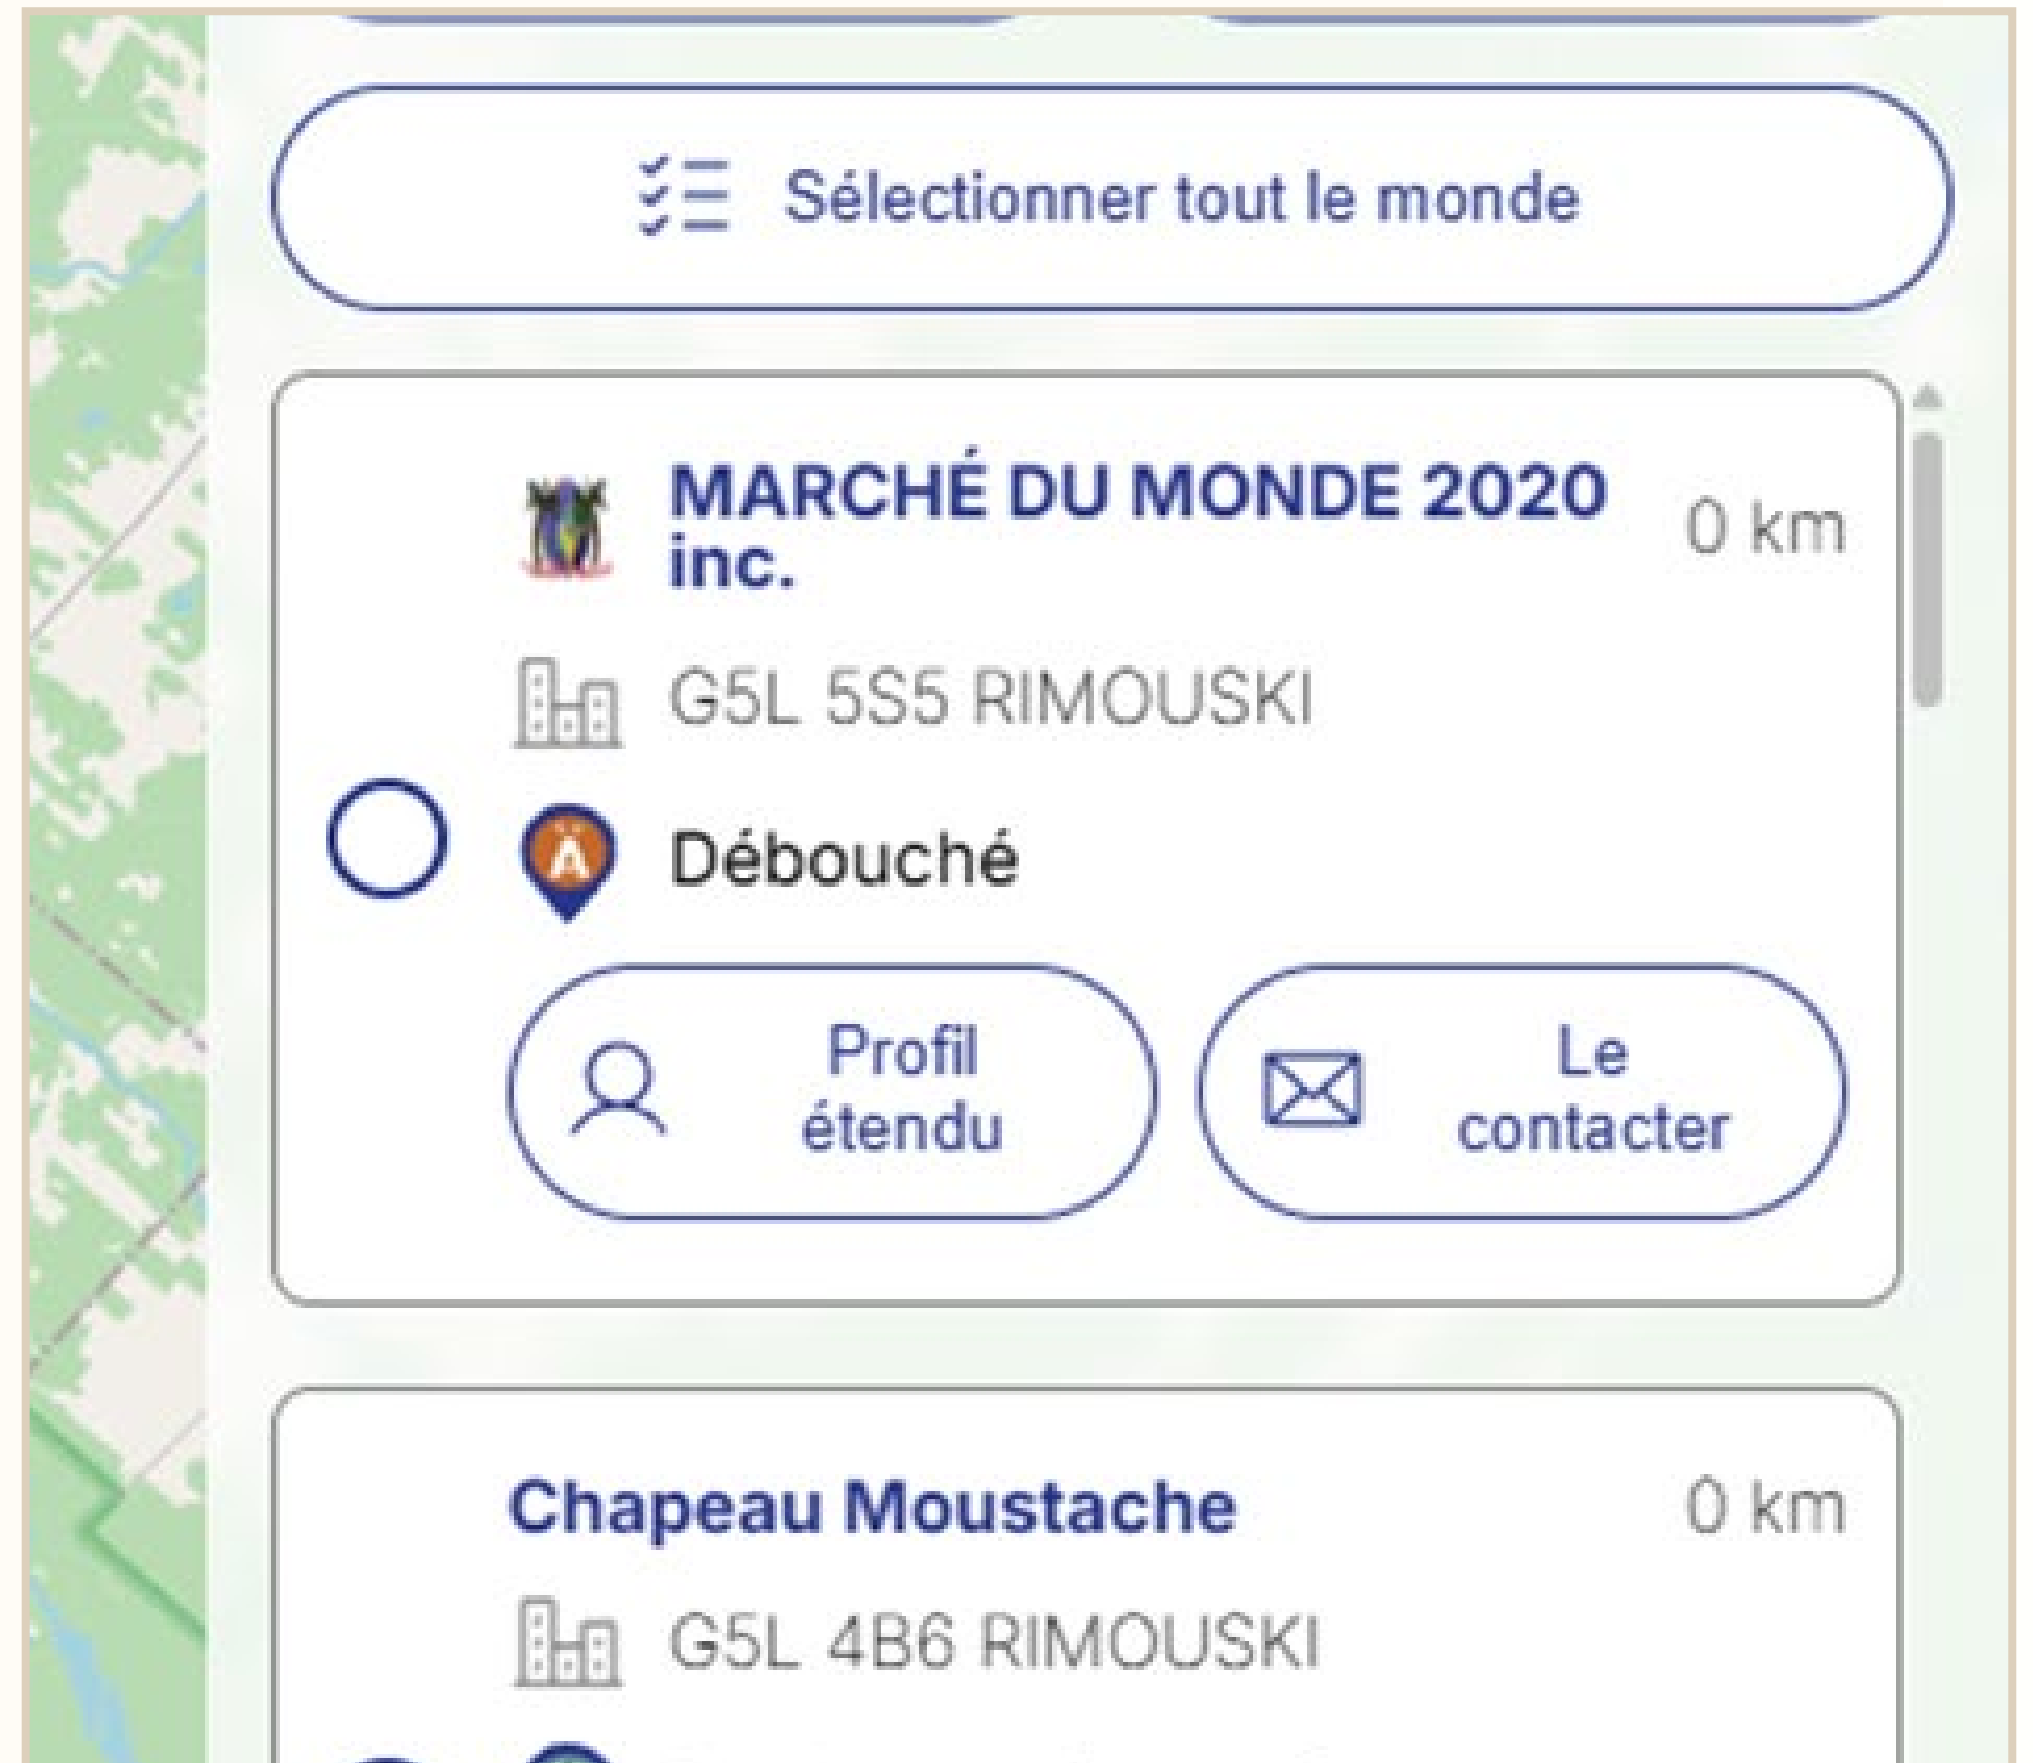 Sélectionner tout le monde
MARCHÉ DU MONDE 2020
inc.
0 km
G5L 5S5 RIMOUSKI
Débouché
Profil
étendu
Le
contacter
Chapeau Moustache
0 km
G5L 4B6 RIMOUSKI